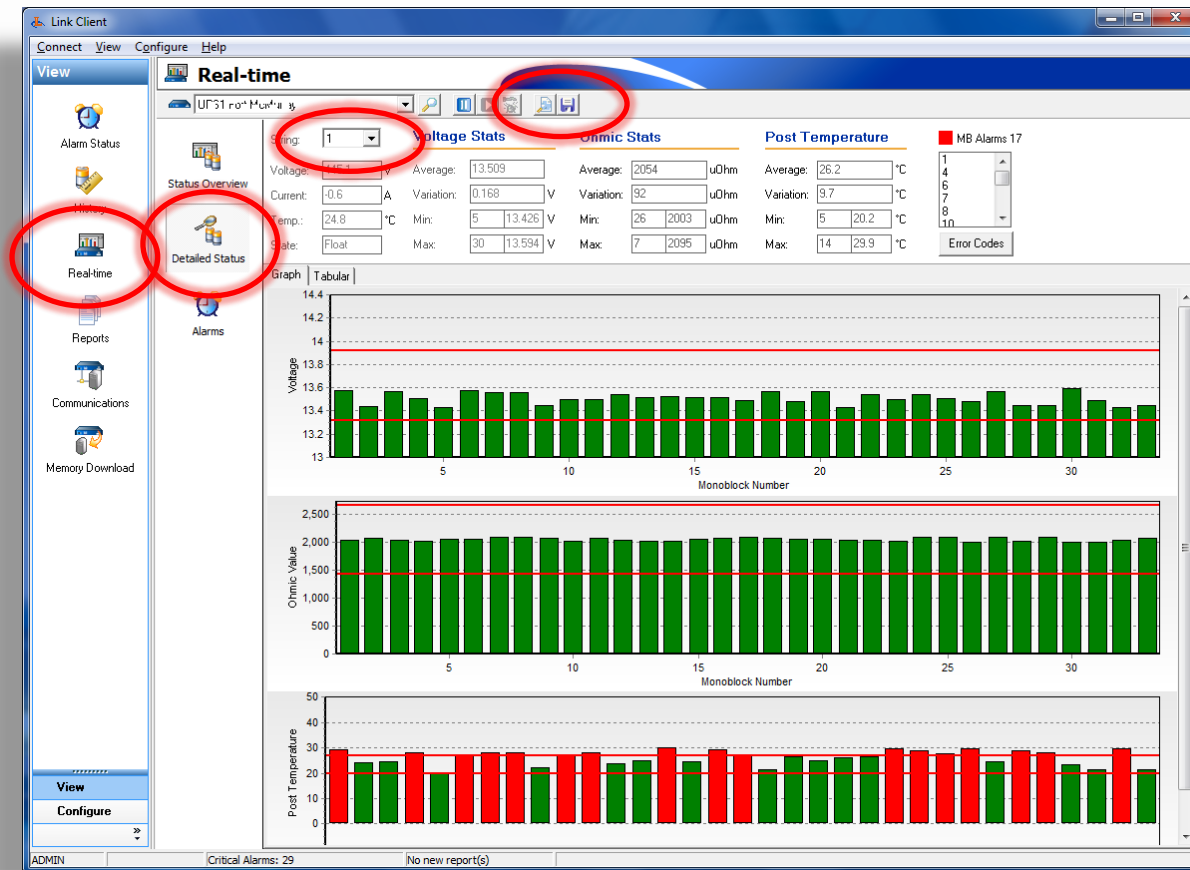 Link Client
Connect View Configure Help
View
Real-time
Alarm Status
History
Real-time
Reports
Communications
Memory Download
View
Configure
Status Overview
Detailed Status
Alarms
String: 1
Voltage: V
Current: -0.6 A
Temp.: 24.8 °C
State: Float
Voltage Stats
Average: 13.509
Variation: 0.168 V
Min: 5 13.426 V
Max: 30 13.594 V
Ohmic Stats
Average: 2054 uOhm
Variation: 92 uOhm
Min: 26 2003 uOhm
Max: 7 2095 uOhm
Post Temperature
Average: 26.2 °C
Variation: 9.7 °C
Min: 5 20.2 °C
Max: 14 29.9 °C
MB Alarms 17
1
4
6
7
8
10
Error Codes
Graph Tabular
14.4
14.2
14
13.8
13.6
13.4
13.2
13
Voltage
5 10 15 20 25 30
Monoblock Number
2,500
2,000
1,500
1,000
500
0
Ohmic Value
5 10 15 20 25 30
Monoblock Number
50
40
30
20
10
0
Post Temperature
ADMIN Critical Alarms: 29 No new report(s)